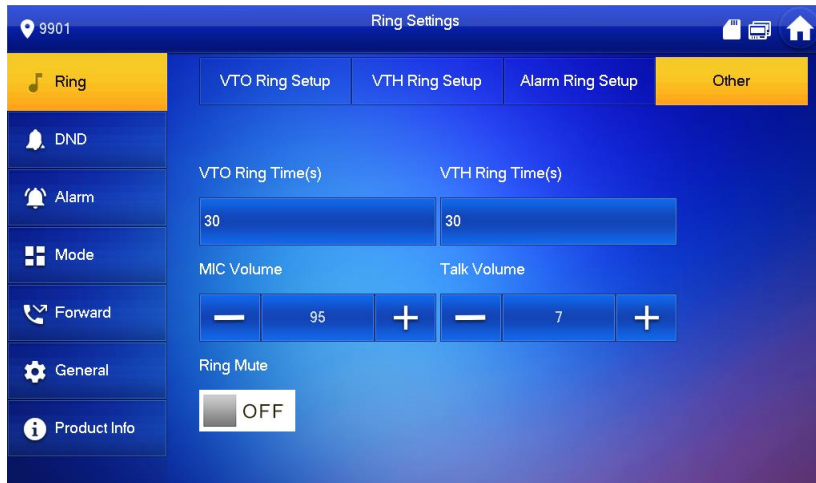 9901
Ring Settings
Ring
DND
Alarm
Mode
Forward
General
Product Info
VTO Ring Setup
VTH Ring Setup
Alarm Ring Setup
Other
VTO Ring Time(s)
VTH Ring Time(s)
30
30
MIC Volume
Talk Volume
95
7
Ring Mute
OFF